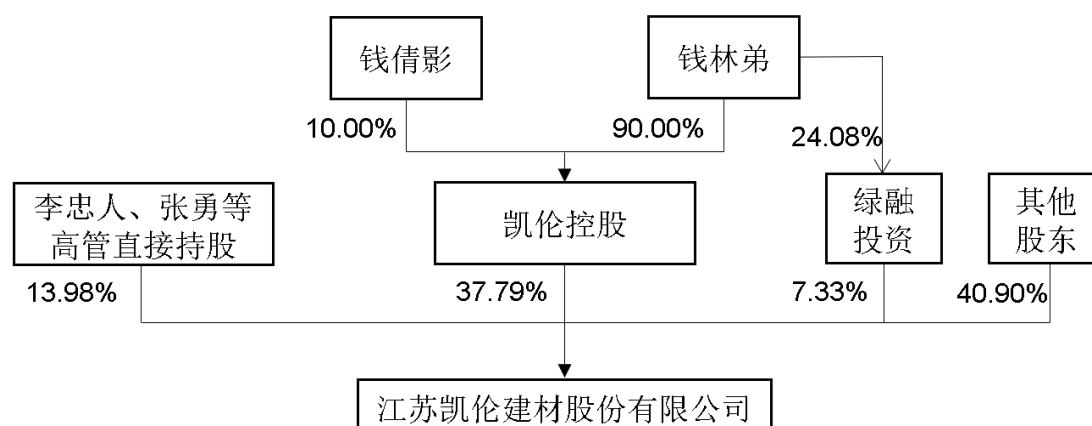 钱倩影
钱林弟
10.00%
90.00%
24.08%
李忠人、张勇等
高管直接持股
凯伦控股
绿融
投资
其他
股东
13.98%
37.79%
7.33%
40.90%
江苏凯伦建材股份有限公司